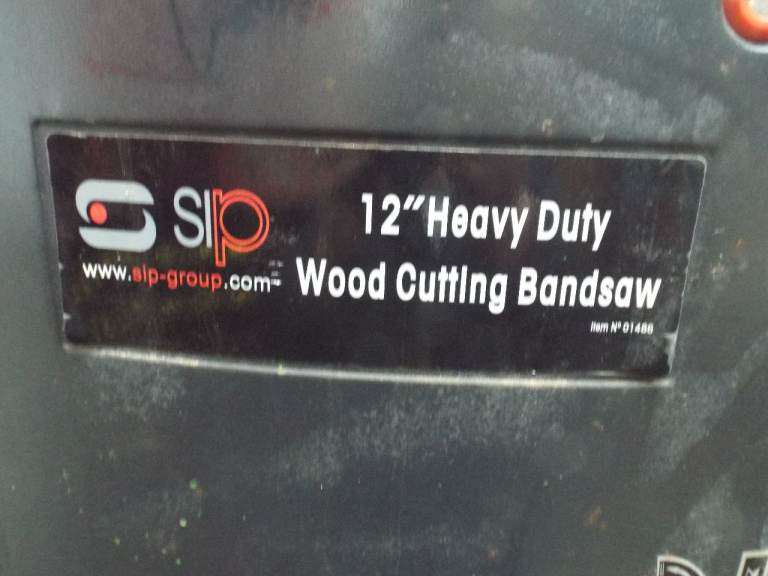 SIP
12" Heavy Duty
www.sip-group.com
Wood Cutting Bandsaw
Item Nº 01486